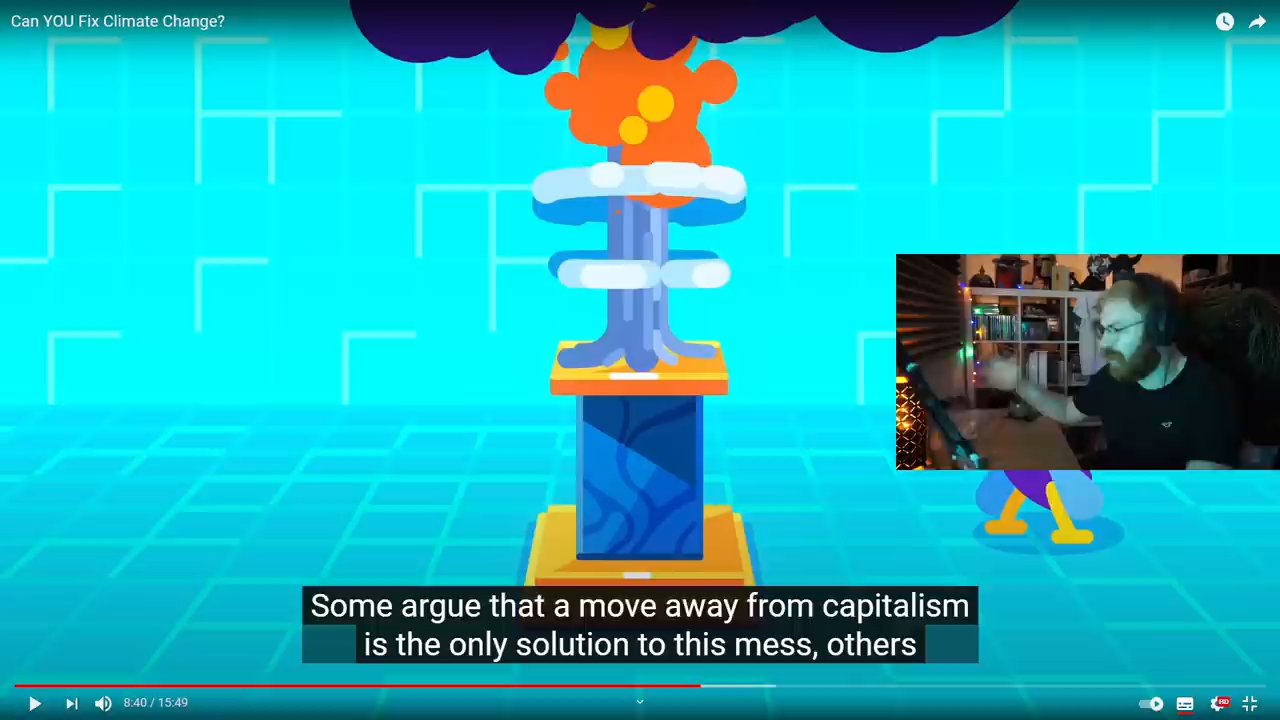 Can YOU Fix Climate Change?
Some argue that a move away from capitalism
is the only solution to this mess, others
8:40 / 15:49
HD